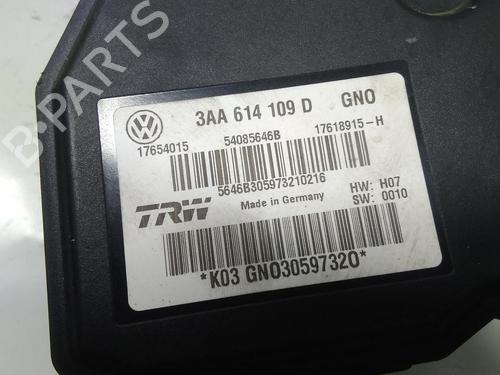 3AA 614 109 D GNO
17654015 54085646B 17618915-H
5646B305973210216
TRW Made in Germany HW: H07
SW: 0010
*K03 GNO30597320*
B-PARTS